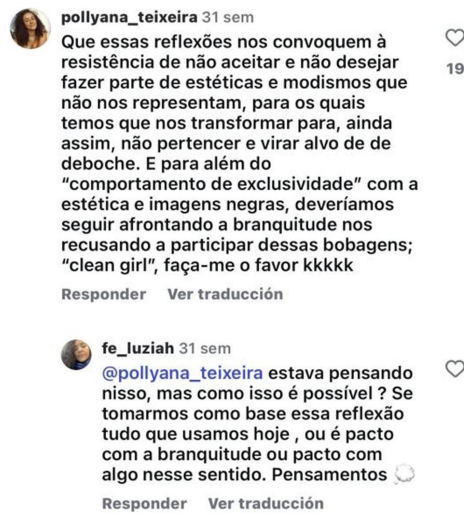 pollyana_teixeira 31 sem
Que essas reflexões nos convoquem à
resistência de não aceitar e não desejar
fazer parte de estéticas e modismos que
não nos representam, para os quais
temos que nos transformar para, ainda
assim, não pertencer e virar alvo de de
deboche. E para além do
“comportamento de exclusividade” com a
estética e imagens negras, deveríamos
seguir afrontando a branquitude nos
recusando a participar dessas bobagens;
“clean girl”, faça-me o favor kkkkk
19
Responder Ver traducción
fe_luziah 31 sem
@pollyana_teixeira estava pensando
nisso, mas como isso é possível ? Se
tomarmos como base essa reflexão
tudo que usamos hoje , ou é pacto
com a branquitude ou pacto com
algo nesse sentido. Pensamentos 💭
Responder Ver traducción